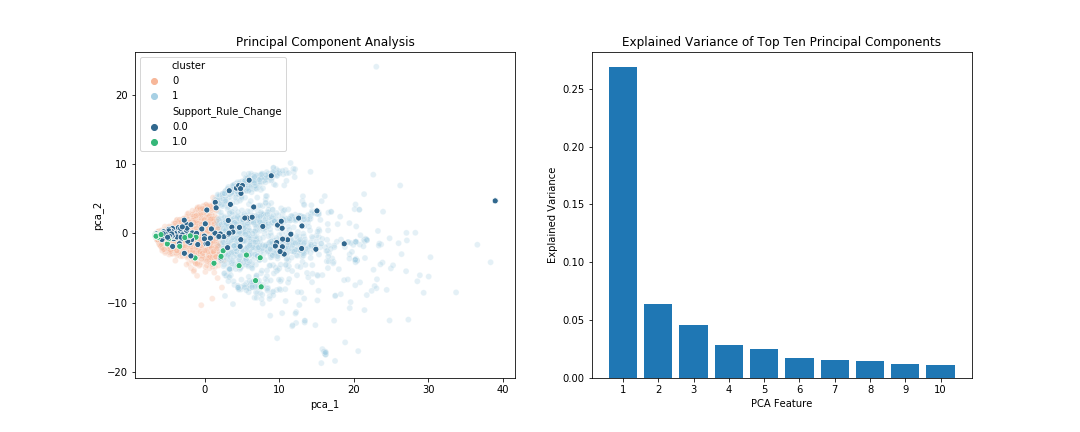 Principal Component Analysis
cluster
0
1
Support_Rule_Change
0.0
1.0
20
10
0
−10
−20
pca_2
0 10 20 30 40
pca_1
Explained Variance of Top Ten Principal Components
0.25
0.20
0.15
0.10
0.05
0.00
Explained Variance
1 2 3 4 5 6 7 8 9 10
PCA Feature